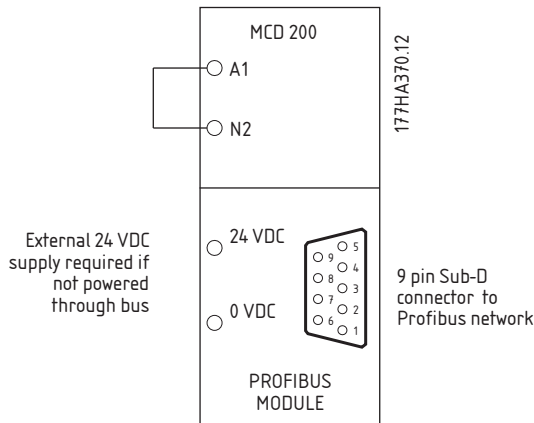 MCD 200
A1
N2
177HA370.12
External 24 VDC
supply required if
not powered
through bus
24 VDC
0 VDC
5
9
4
8
3
7
2
6
1
9 pin Sub-D
connector to
Profibus network
PROFIBUS
MODULE